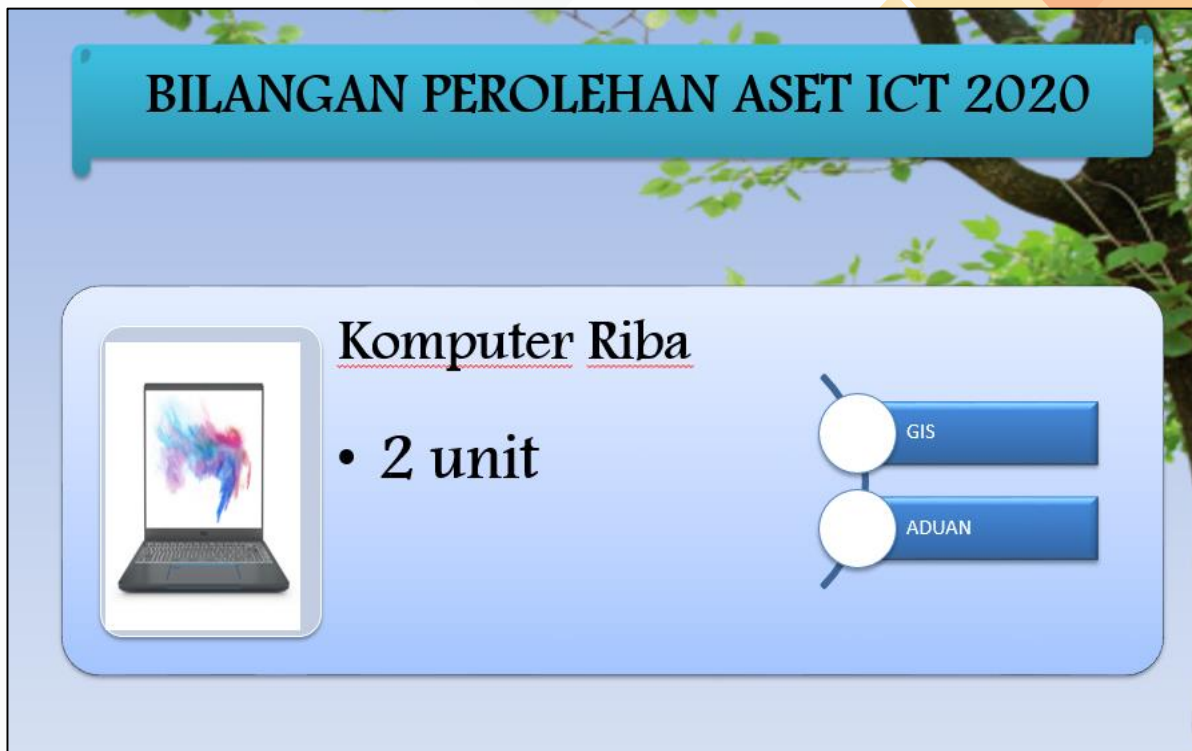 BILANGAN PEROLEHAN ASET ICT 2020
Komputer Riba
• 2 unit
GIS
ADUAN